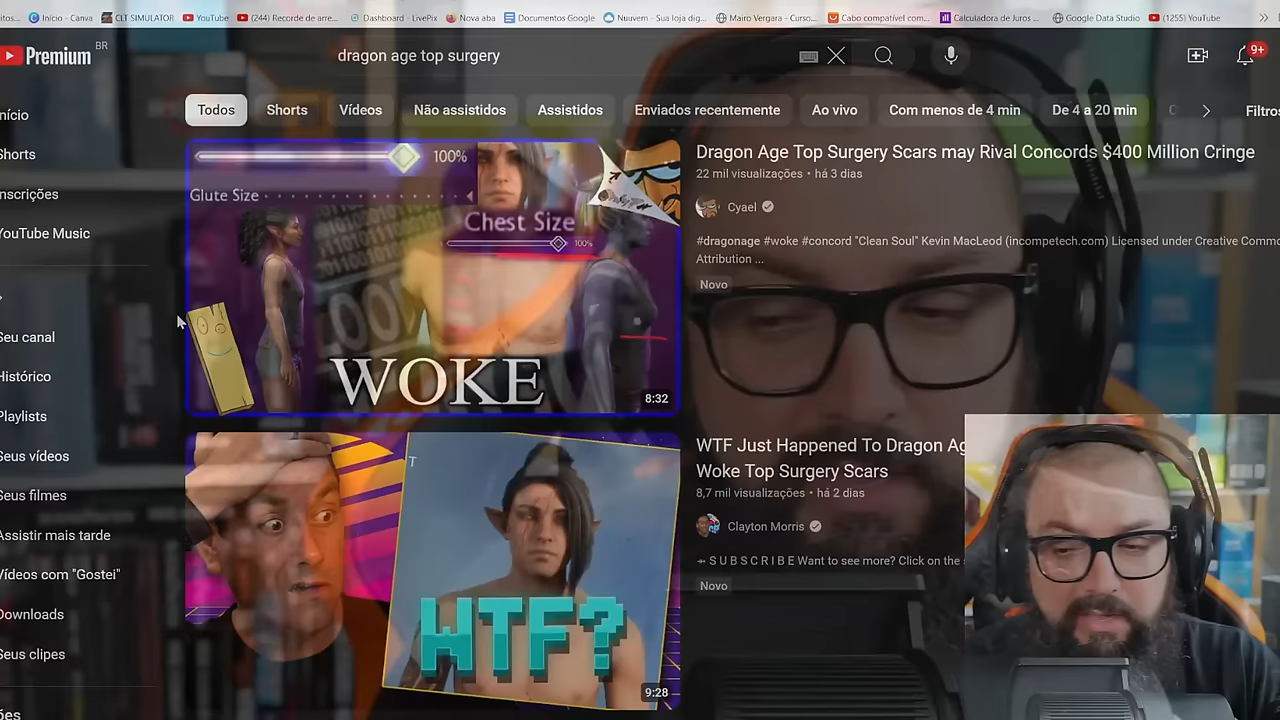 itos...
Início - Canva
CLT SIMULATOR
YouTube
(244) Recorde de arre...
Dashboard - LivePix
Nova aba
Documentos Google
Nuuvem - Sua loja dig...
Mairo Vergara - Curso...
Cabo compatível com...
Calculadora de Juros ...
Google Data Studio
(1255) YouTube
Premium BR
dragon age top surgery
9+
Todos
Shorts
Vídeos
Não assistidos
Assistidos
Enviados recentemente
Ao vivo
Com menos de 4 min
De 4 a 20 min
Filtros
nício
Shorts
nscrições
YouTube Music
Seu canal
Histórico
Playlists
Seus vídeos
Seus filmes
Assistir mais tarde
Vídeos com "Gostei"
Downloads
Seus clipes
ões
100%
Glute Size
Chest Size
100%
WOKE
8:32
Dragon Age Top Surgery Scars may Rival Concords $400 Million Cringe
22 mil visualizações • há 3 dias
Cyael
#dragonage #woke #concord "Clean Soul" Kevin MacLeod (incompetech.com) Licensed under Creative Commo
Attribution ...
Novo
T
WTF?
9:28
WTF Just Happened To Dragon Ag
Woke Top Surgery Scars
8,7 mil visualizações • há 2 dias
Clayton Morris
S U B S C R I B E Want to see more? Click on the s
Novo